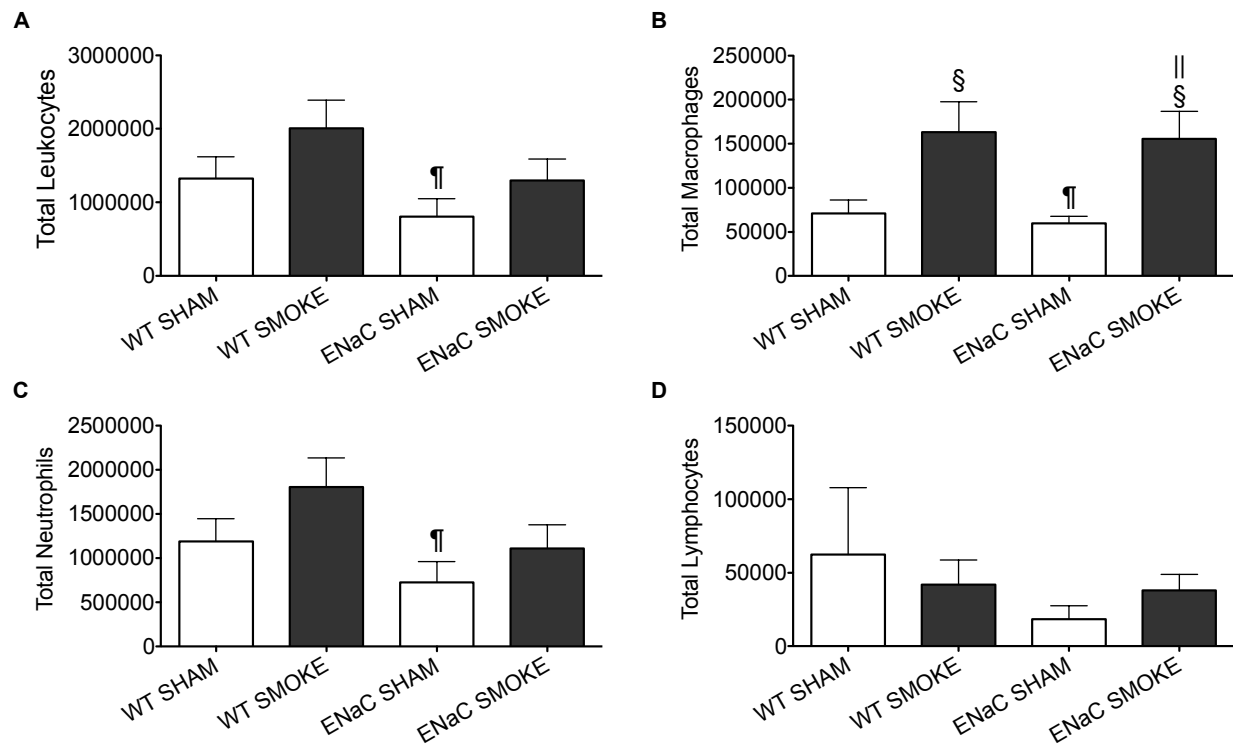 A
Total Leukocytes
3000000
2000000
1000000
0
¶
WT SHAM
WT SMOKE
ENaC SHAM
ENaC SMOKE
B
Total Macrophages
250000
200000
150000
100000
50000
0
§
¶
||
§
WT SHAM
WT SMOKE
ENaC SHAM
ENaC SMOKE
C
Total Neutrophils
2500000
2000000
1500000
1000000
500000
0
¶
WT SHAM
WT SMOKE
ENaC SHAM
ENaC SMOKE
D
Total Lymphocytes
150000
100000
50000
0
WT SHAM
WT SMOKE
ENaC SHAM
ENaC SMOKE